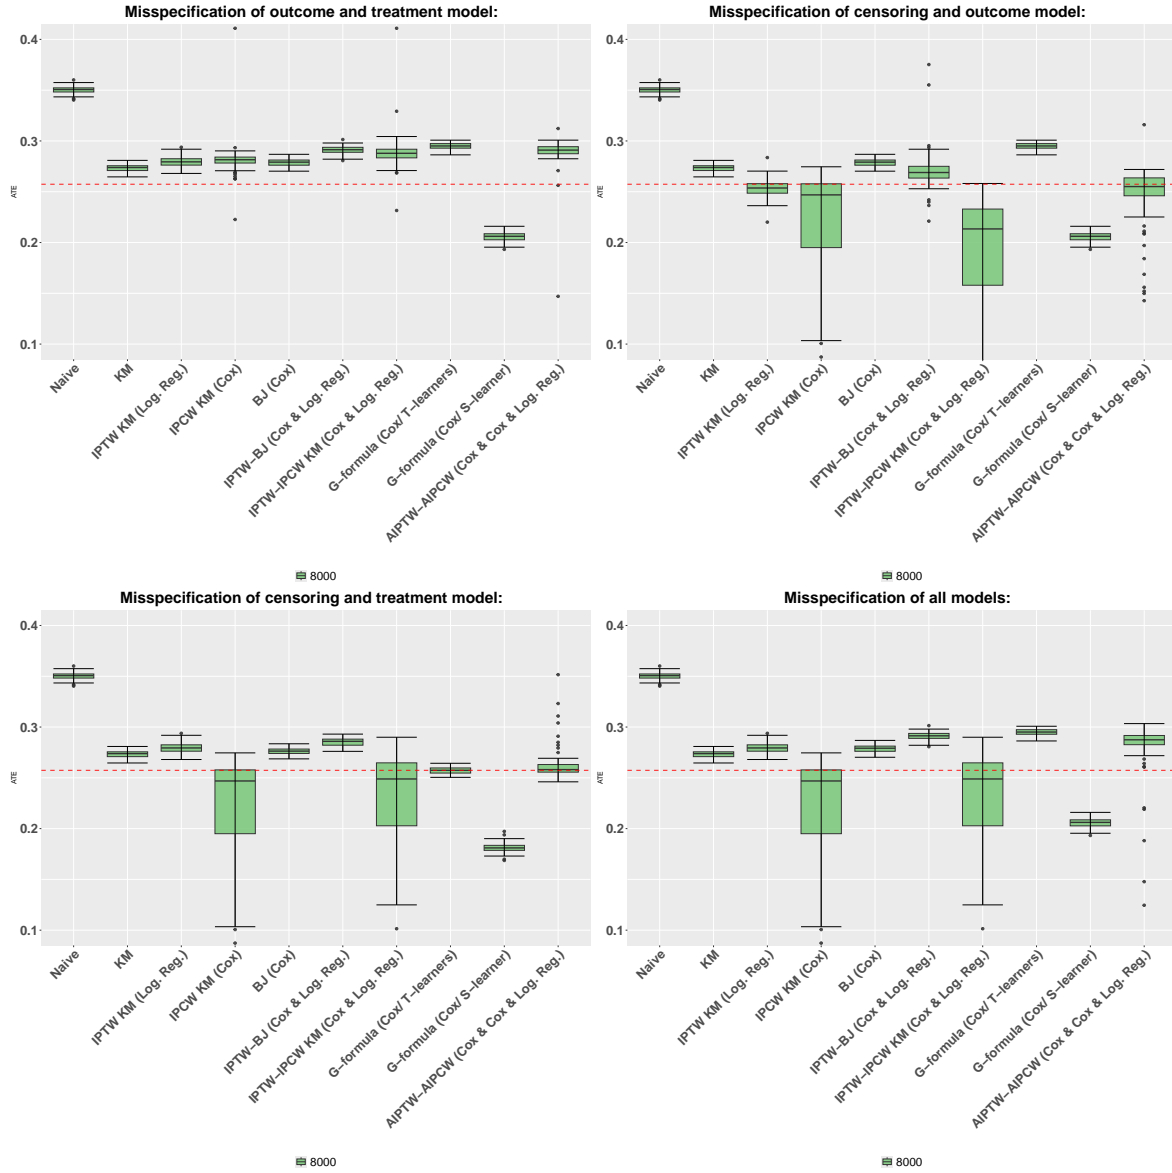 Misspecification of outcome and treatment model:
0.4
0.3
0.2
0.1
ATE
Naive
KM
IPTW KM (Log. Reg.)
IPCW KM (Cox)
BJ (Cox)
IPTW−BJ (Cox & Log. Reg.)
IPTW−IPCW KM (Cox & Log. Reg.)
G−formula (Cox/ T−learners)
G−formula (Cox/ S−learner)
AIPTW−AIPCW (Cox & Cox & Log. Reg.)
8000
Misspecification of censoring and outcome model:
0.4
0.3
0.2
0.1
ATE
Naive
KM
IPTW KM (Log. Reg.)
IPCW KM (Cox)
BJ (Cox)
IPTW−BJ (Cox & Log. Reg.)
IPTW−IPCW KM (Cox & Log. Reg.)
G−formula (Cox/ T−learners)
G−formula (Cox/ S−learner)
AIPTW−AIPCW (Cox & Cox & Log. Reg.)
8000
Misspecification of censoring and treatment model:
0.4
0.3
0.2
0.1
ATE
Naive
KM
IPTW KM (Log. Reg.)
IPCW KM (Cox)
BJ (Cox)
IPTW−BJ (Cox & Log. Reg.)
IPTW−IPCW KM (Cox & Log. Reg.)
G−formula (Cox/ T−learners)
G−formula (Cox/ S−learner)
AIPTW−AIPCW (Cox & Cox & Log. Reg.)
8000
Misspecification of all models:
0.4
0.3
0.2
0.1
ATE
Naive
KM
IPTW KM (Log. Reg.)
IPCW KM (Cox)
BJ (Cox)
IPTW−BJ (Cox & Log. Reg.)
IPTW−IPCW KM (Cox & Log. Reg.)
G−formula (Cox/ T−learners)
G−formula (Cox/ S−learner)
AIPTW−AIPCW (Cox & Cox & Log. Reg.)
8000